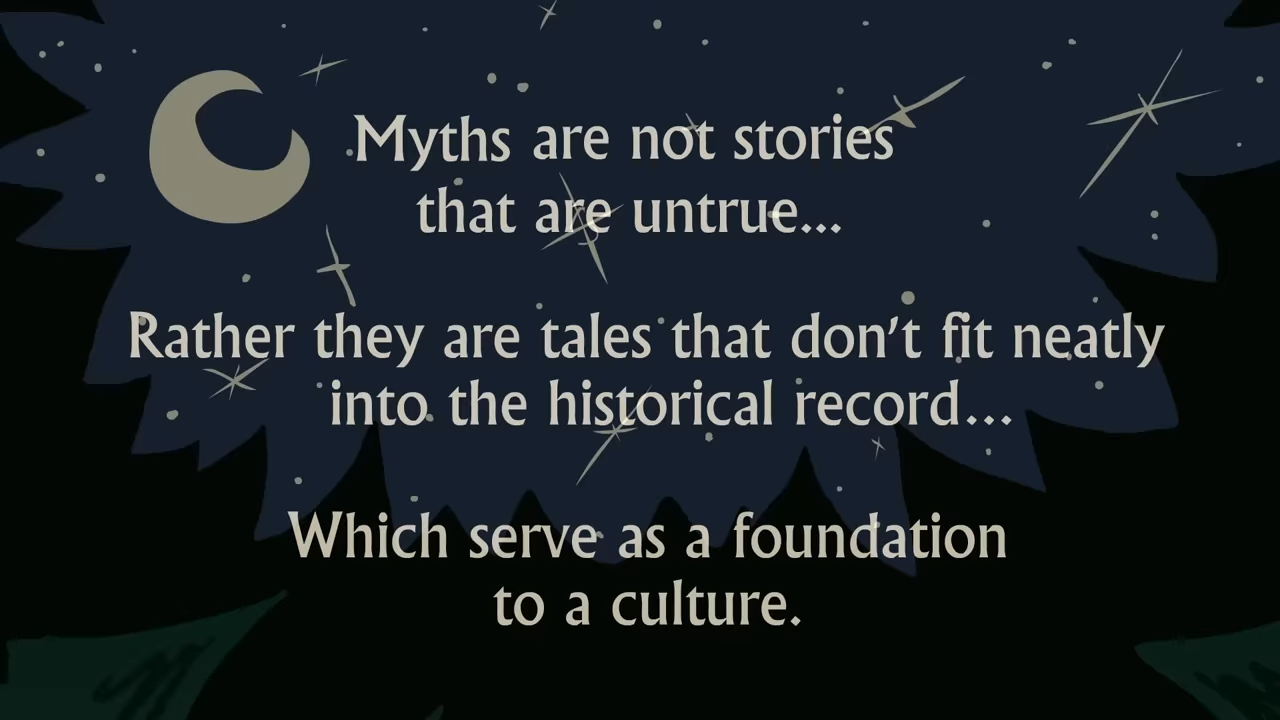 Myths are not stories
that are untrue...
Rather they are tales that don't fit neatly
into the historical record...
Which serve as a foundation
to a culture.